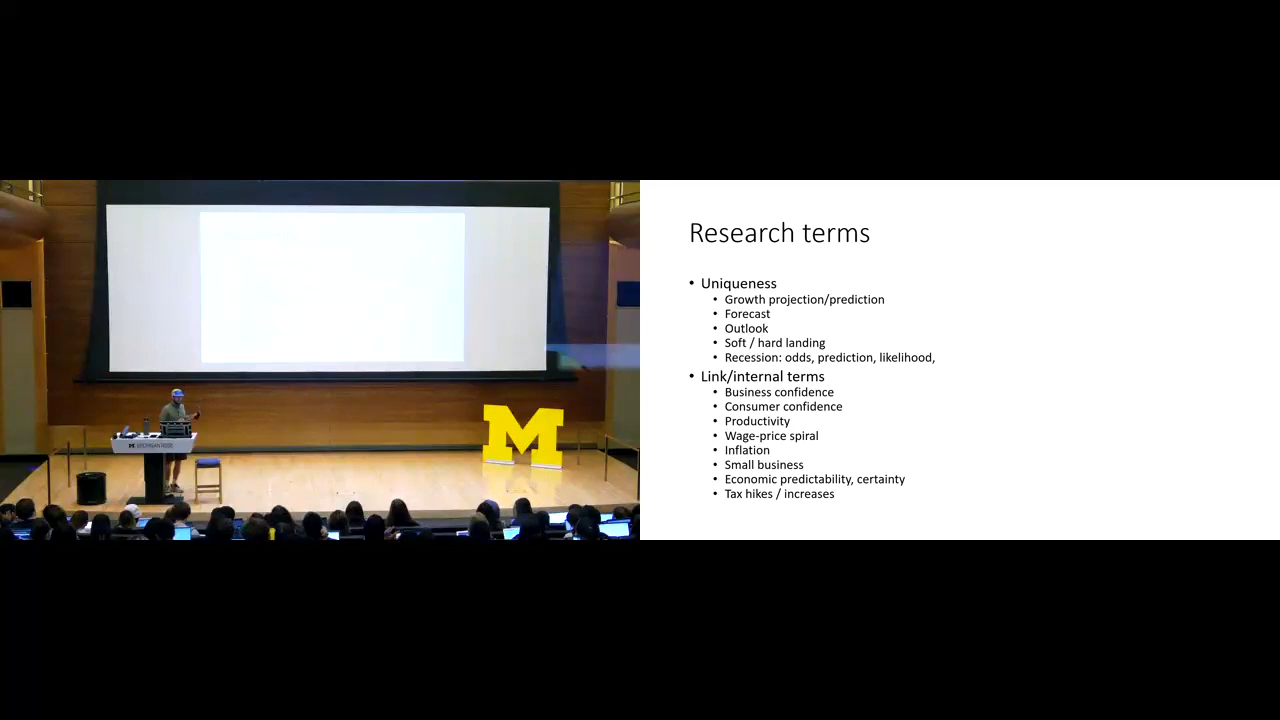 M
Research terms
• Uniqueness
• Growth projection/prediction
• Forecast
• Outlook
• Soft / hard landing
• Recession: odds, prediction, likelihood,
• Link/internal terms
• Business confidence
• Consumer confidence
• Productivity
• Wage-price spiral
• Inflation
• Small business
• Economic predictability, certainty
• Tax hikes / increases